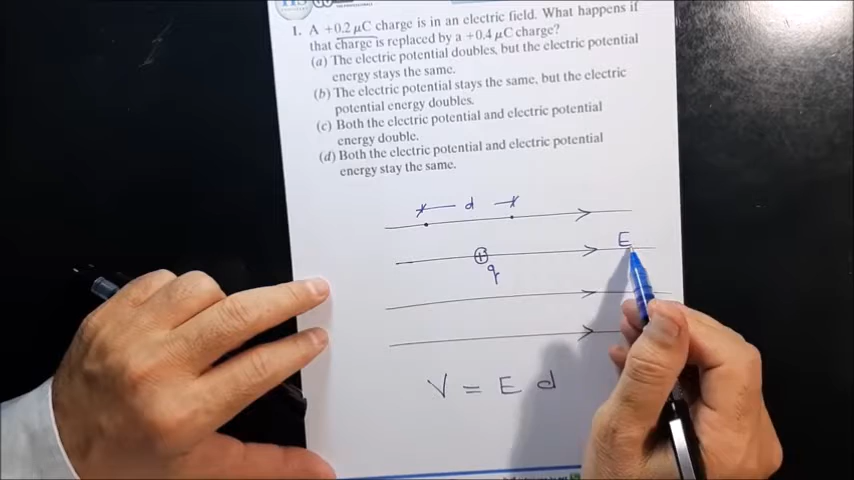 1. A +0.2 μC charge is in an electric field. What happens if
that charge is replaced by a +0.4 μC charge?
(a) The electric potential doubles, but the electric potential
energy stays the same.
(b) The electric potential stays the same, but the electric
potential energy doubles.
(c) Both the electric potential and electric potential
energy double.
(d) Both the electric potential and electric potential
energy stay the same.
d
E
+
q
V = E d